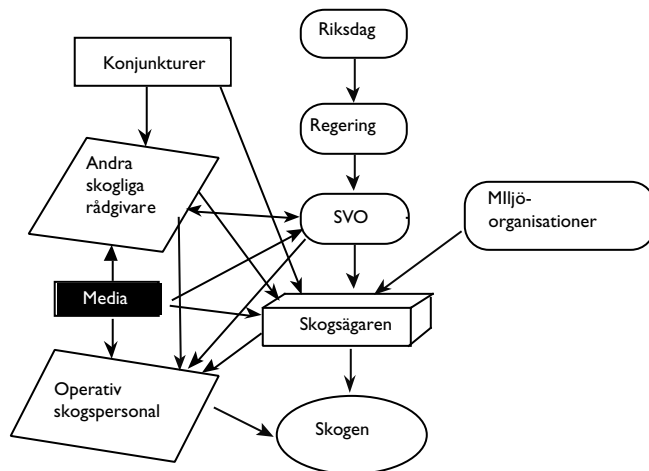 Riksdag
Konjunkturer
Regering
Andra
skogliga
rådgivare
SVO
MIljö-
organisationer
Media
Skogsägaren
Operativ
skogspersonal
Skogen